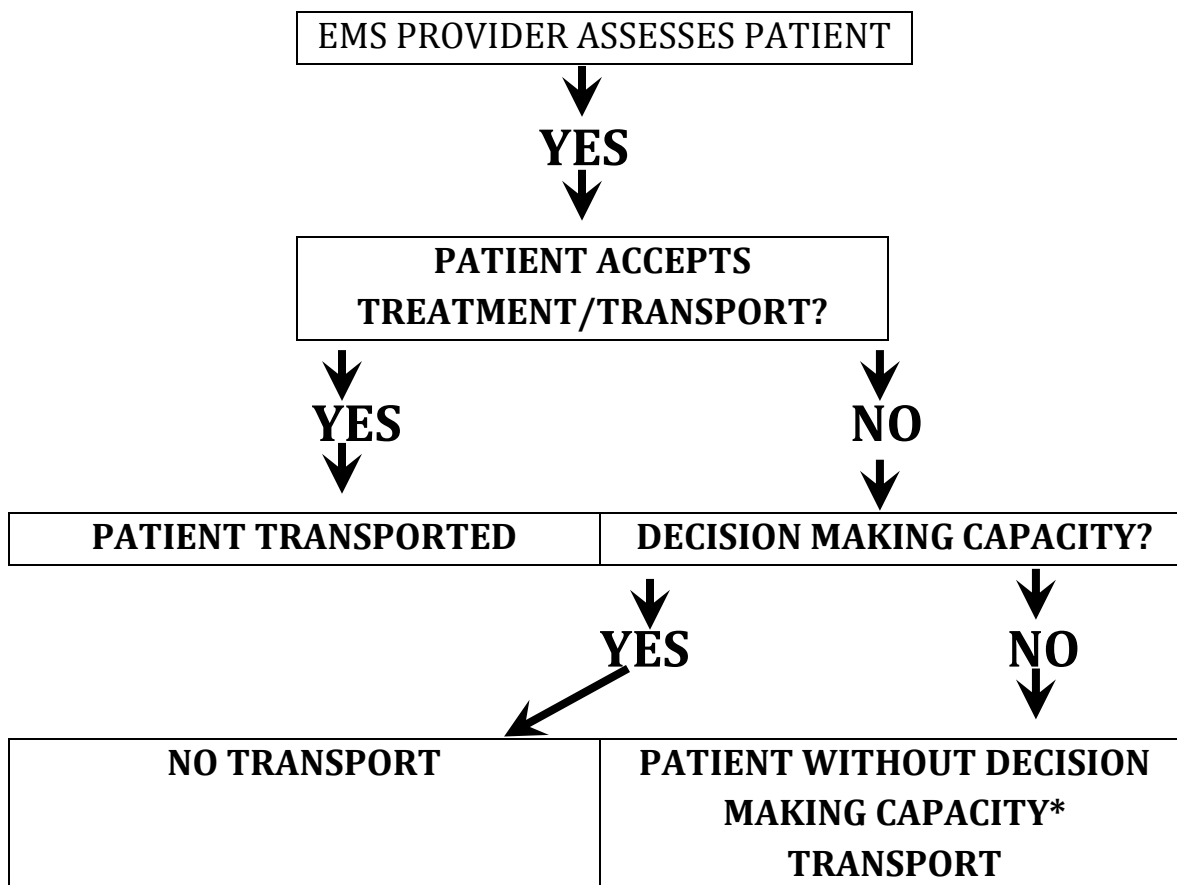 EMS PROVIDER ASSESSES PATIENT
YES
PATIENT ACCEPTS
TREATMENT/TRANSPORT?
YES
NO
PATIENT TRANSPORTED
DECISION MAKING CAPACITY?
YES
NO
NO TRANSPORT
PATIENT WITHOUT DECISION
MAKING CAPACITY*
TRANSPORT